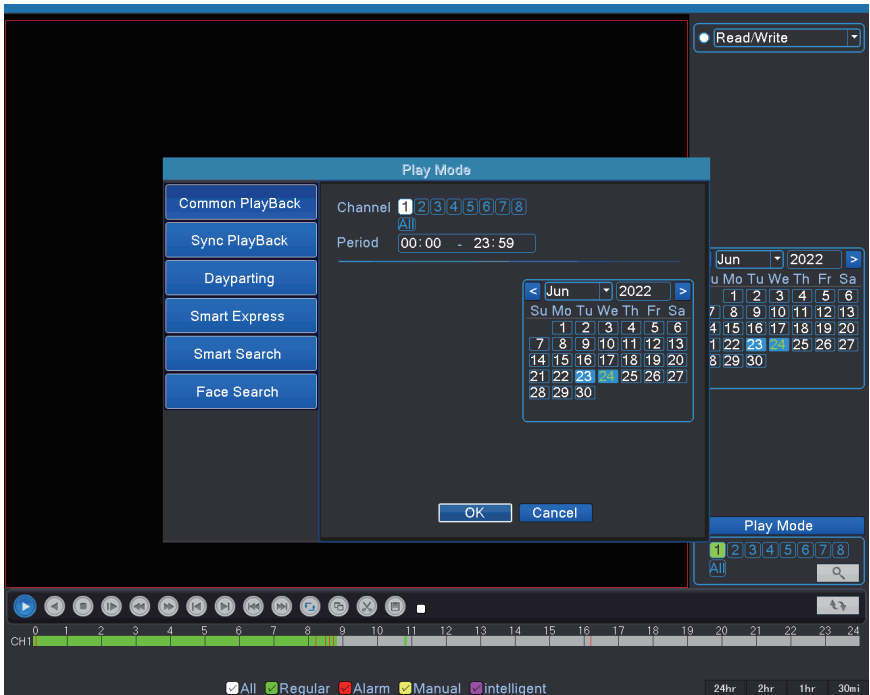 Read/Write
Play Mode
Common PlayBack
Sync PlayBack
Dayparting
Smart Express
Smart Search
Face Search
Channel 1 2 3 4 5 6 7 8
All
Period 00:00 - 23:59
< Jun 2022 >
Su Mo Tu We Th Fr Sa
1 2 3 4 5 6
7 8 9 10 11 12 13
14 15 16 17 18 19 20
21 22 23 24 25 26 27
28 29 30
OK Cancel
Jun 2022 >
u Mo Tu We Th Fr Sa
1 2 3 4 5 6
7 8 9 10 11 12 13
4 15 16 17 18 19 20
1 22 23 24 25 26 27
8 29 30
Play Mode
1 2 3 4 5 6 7 8
All
0 1 2 3 4 5 6 7 8 9 10 11 12 13 14 15 16 17 18 19 20 21 22 23 24
CH1
All Regular Alarm Manual intelligent
24hr 2hr 1hr 30mi